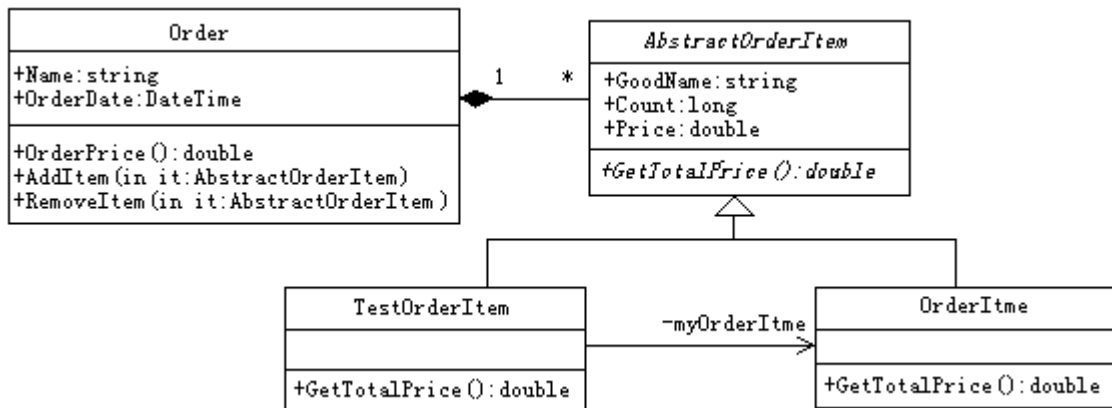 Order
+Name:string
+OrderDate:DateTime
+OrderPrice():double
+AddItem(in it:AbstractOrderItem)
+RemoveItem(in it:AbstractOrderItem)
1
*
AbstractOrderItem
+GoodName:string
+Count:long
+Price:double
+GetTotalPrice():double
TestOrderItem
+GetTotalPrice():double
-myOrderItme
OrderItme
+GetTotalPrice():double